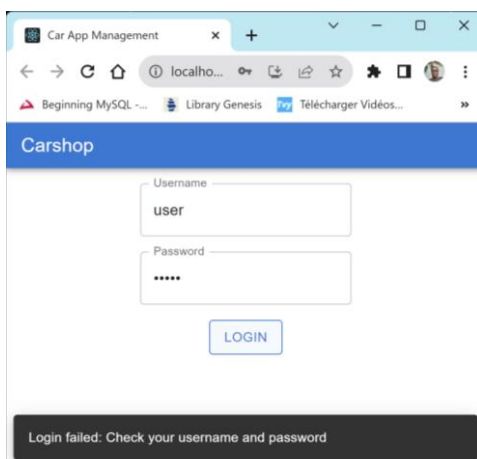 Car App Management
localho...
Beginning MySQL -...
Library Genesis
Télécharger Vidéos...
Carshop
Username
user
Password
•••••
LOGIN
Login failed: Check your username and password